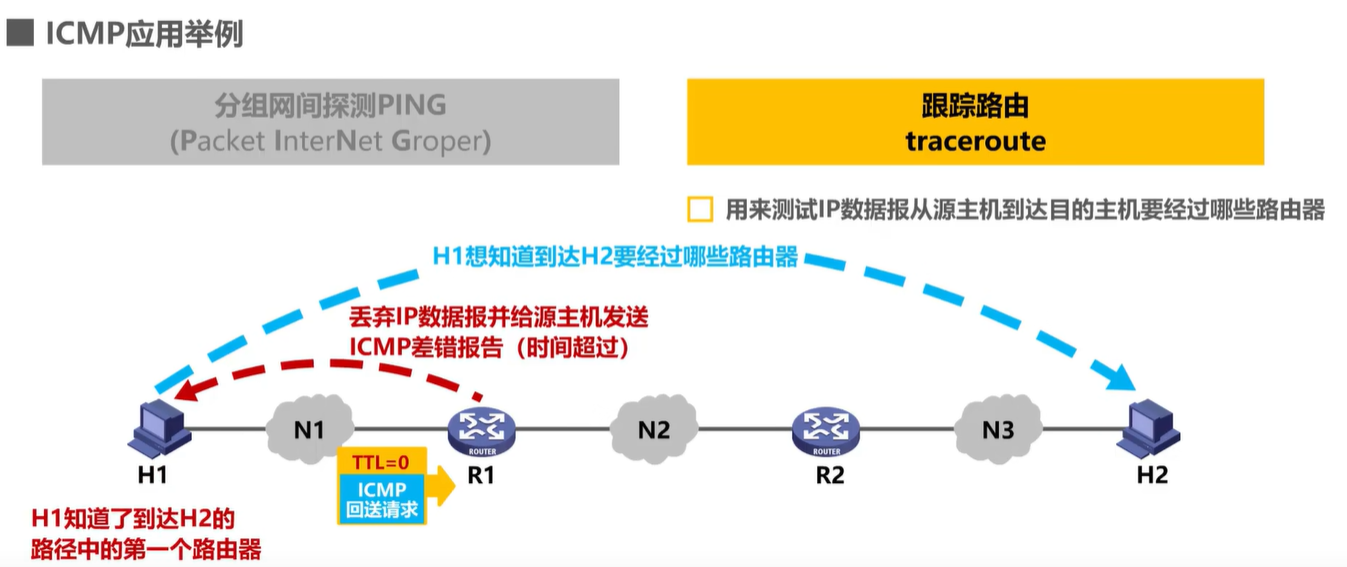 ICMP应用举例
分组网间探测PING
(Packet InterNet Groper)
跟踪路由
traceroute
用来测试IP数据报从源主机到达目的主机要经过哪些路由器
H1想知道到达H2要经过哪些路由器
丢弃IP数据报并给源主机发送
ICMP差错报告（时间超过）
N1
ROUTER
N2
ROUTER
N3
H1
R1
R2
H2
TTL=0
ICMP
回送请求
H1知道了到达H2的
路径中的第一个路由器